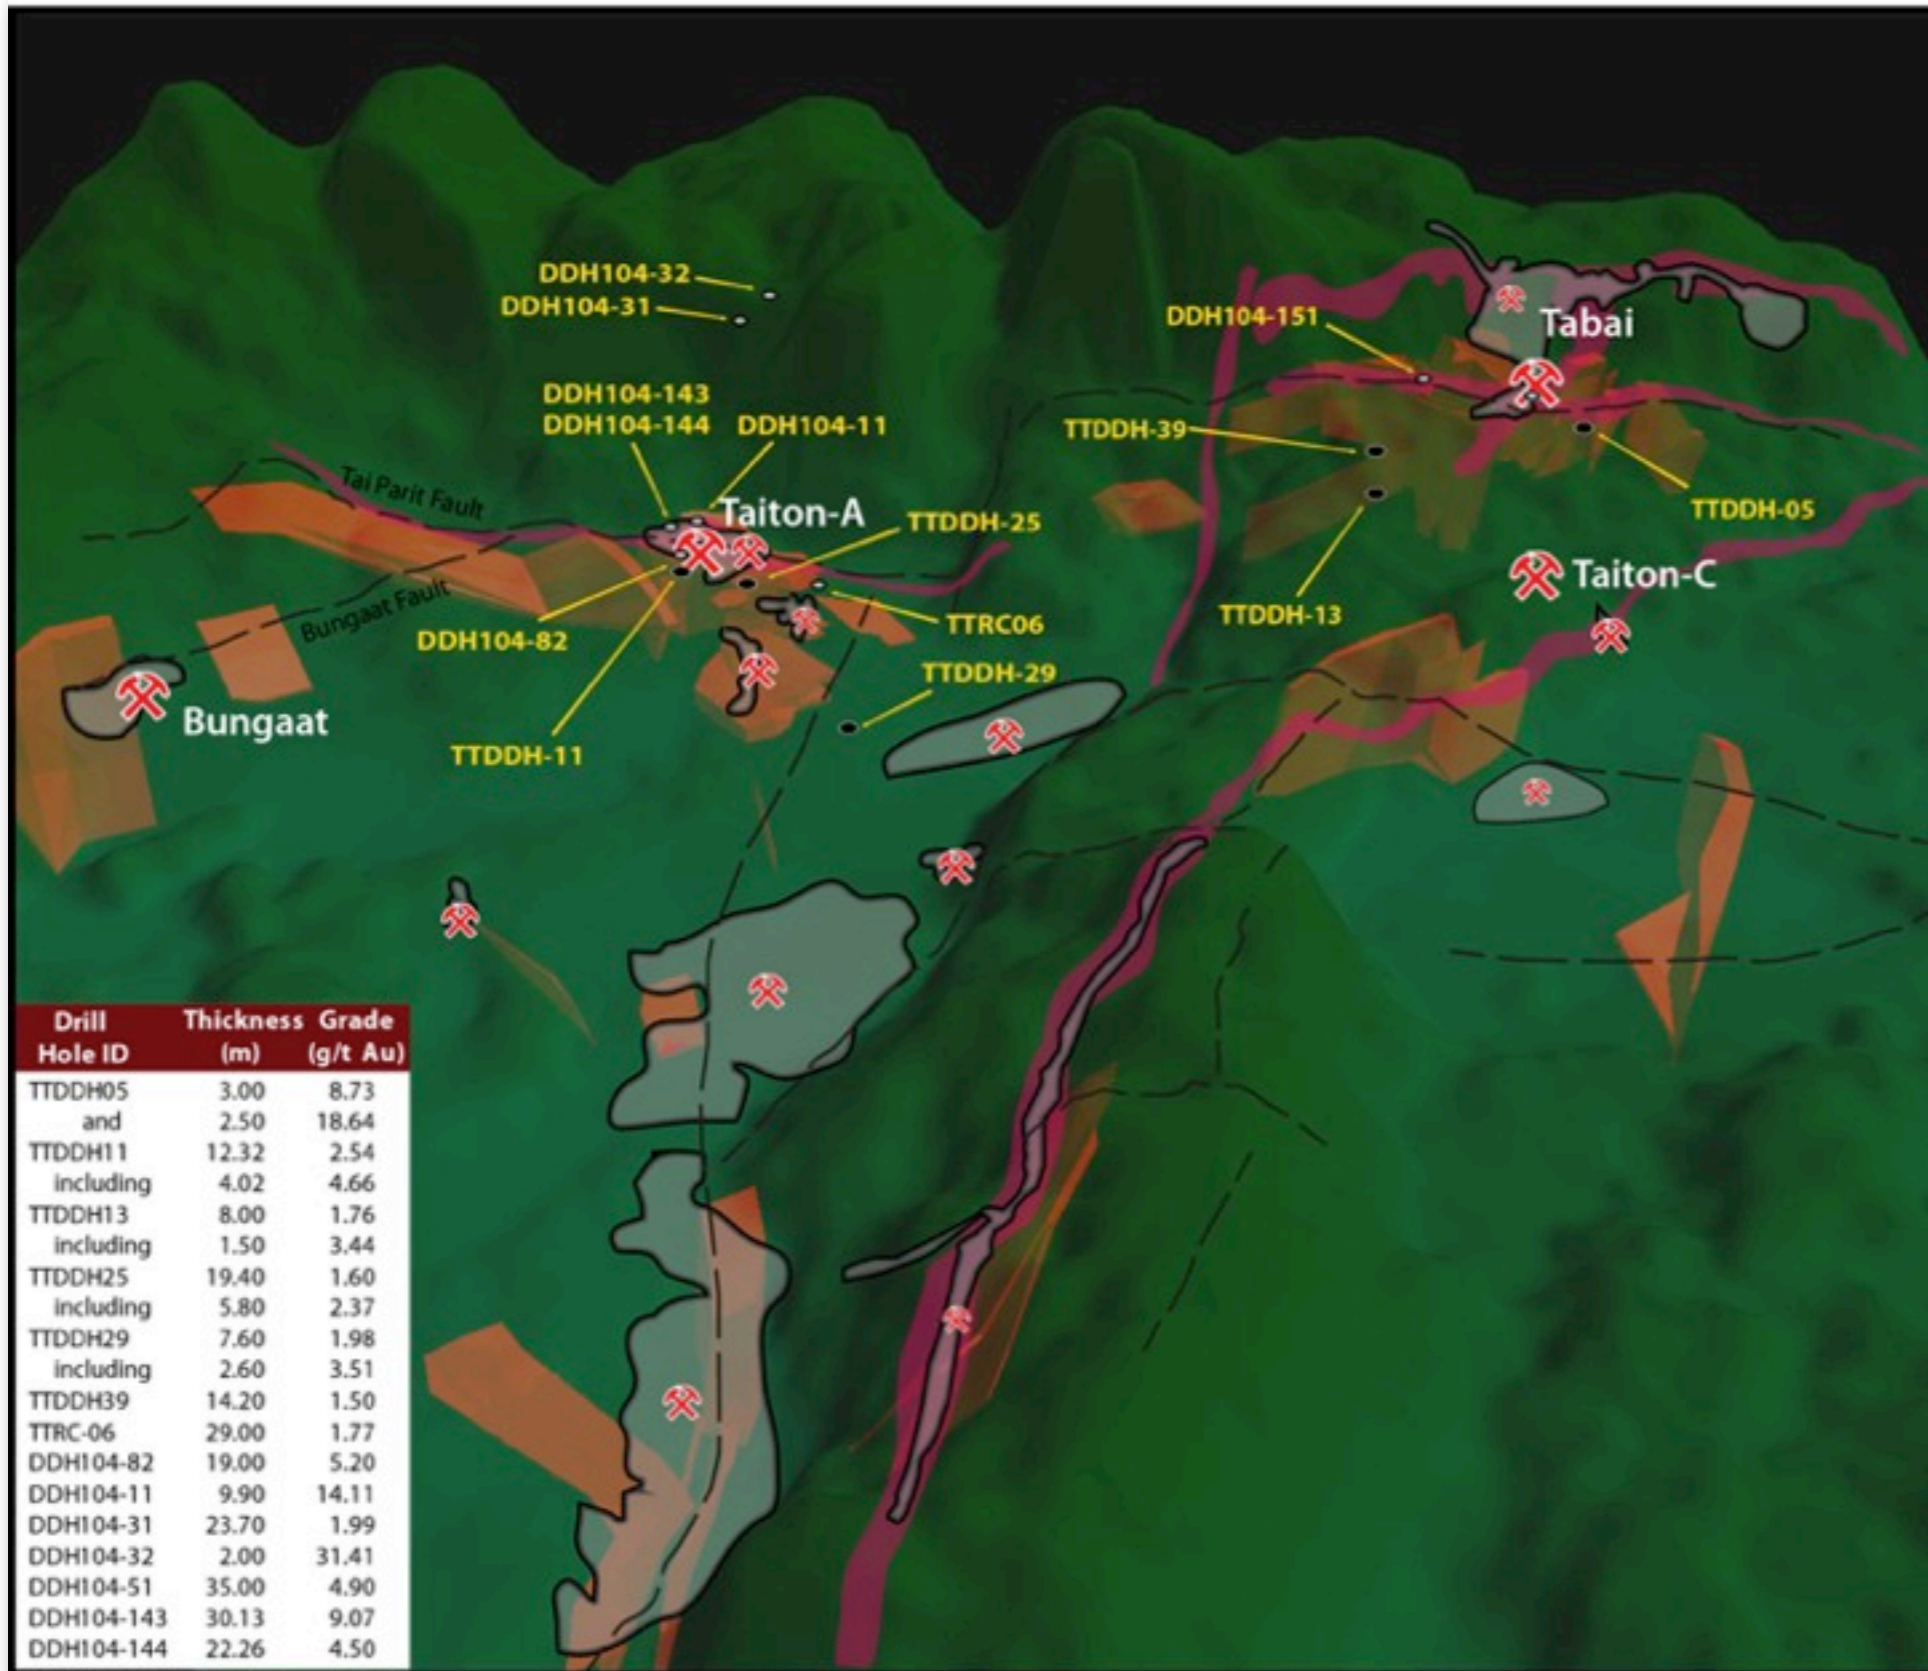 DDH104-32
DDH104-31
DDH104-151
Tabai
DDH104-143
DDH104-144
DDH104-11
TTDDH-39
Tai Parit Fault
Taiton-A
TTDDH-25
TTDDH-05
Taiton-C
Bungaat Fault
DDH104-82
TTRC06
TTDDH-13
TTDDH-29
Bungaat
TTDDH-11
Drill Thickness Grade
Hole ID (m) (g/t Au)
TTDDH05 3.00 8.73
and 2.50 18.64
TTDDH11 12.32 2.54
including 4.02 4.66
TTDDH13 8.00 1.76
including 1.50 3.44
TTDDH25 19.40 1.60
including 5.80 2.37
TTDDH29 7.60 1.98
including 2.60 3.51
TTDDH39 14.20 1.50
TTRC-06 29.00 1.77
DDH104-82 19.00 5.20
DDH104-11 9.90 14.11
DDH104-31 23.70 1.99
DDH104-32 2.00 31.41
DDH104-51 35.00 4.90
DDH104-143 30.13 9.07
DDH104-144 22.26 4.50